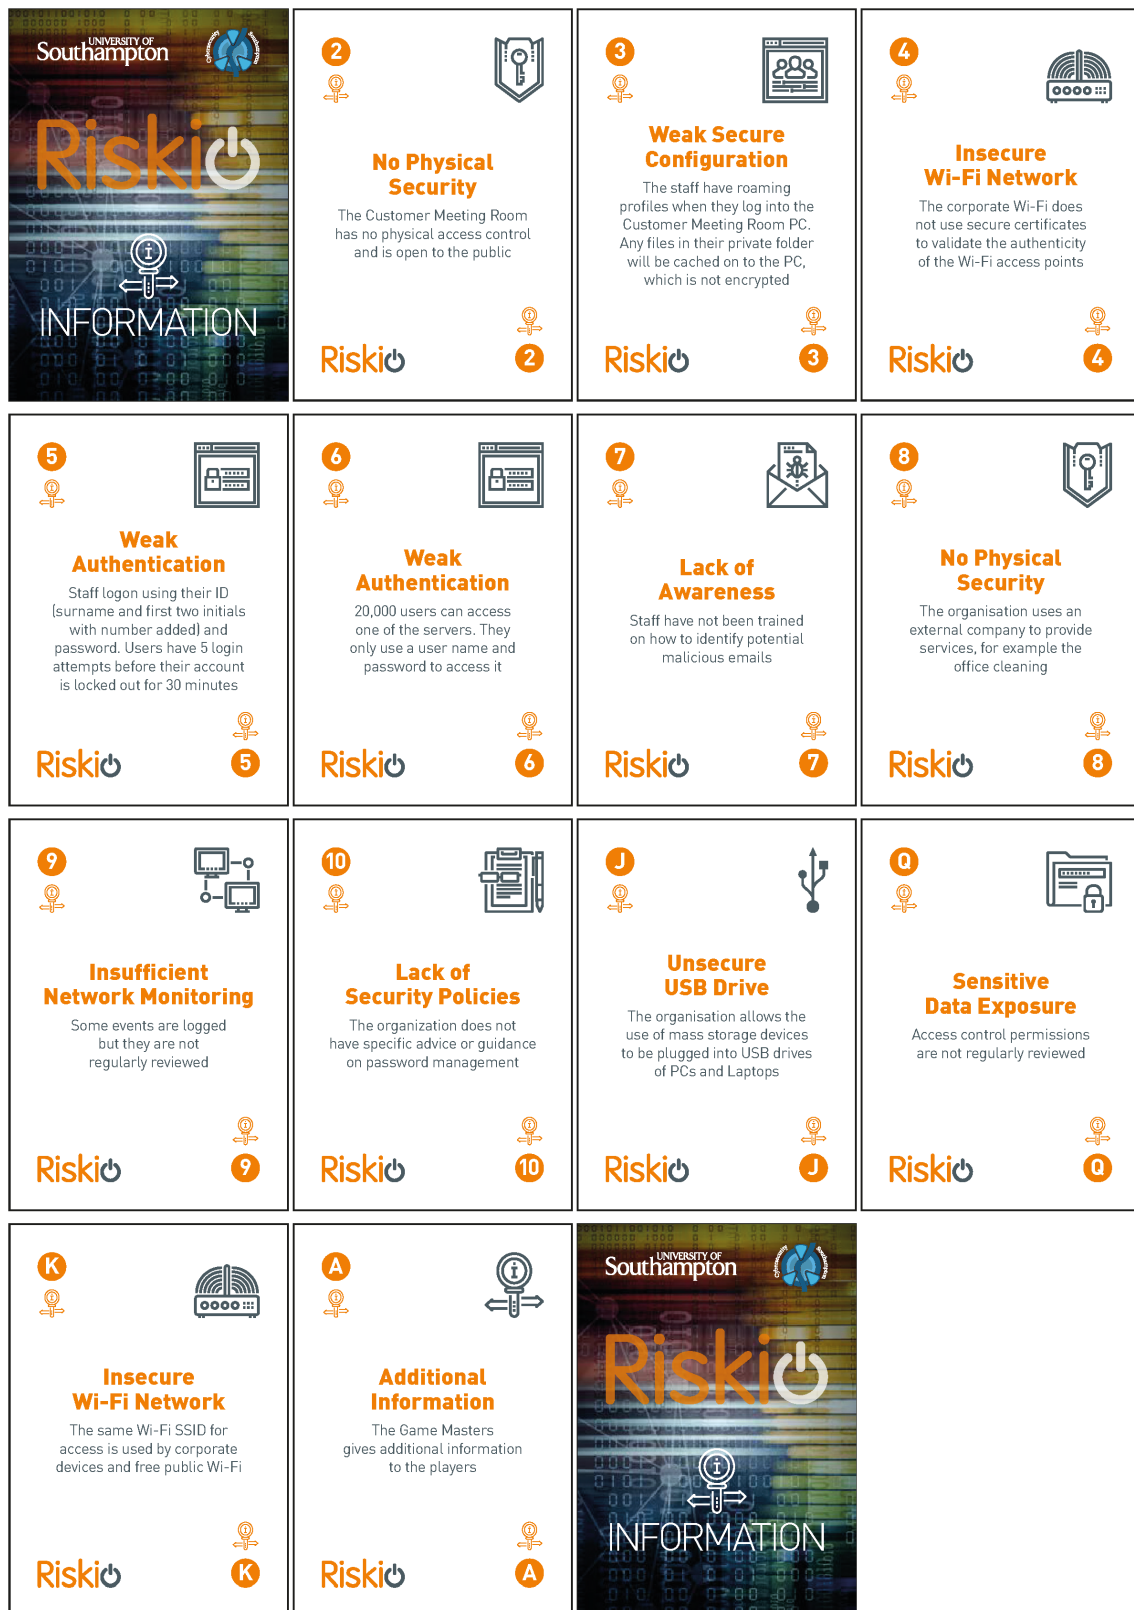 UNIVERSITY OF
Southampton
Cybersecurity Southampton
Riskio
INFORMATION
2
No Physical
Security
The Customer Meeting Room
has no physical access control
and is open to the public
Riskio
2
3
Weak Secure
Configuration
The staff have roaming
profiles when they log into the
Customer Meeting Room PC.
Any files in their private folder
will be cached on to the PC,
which is not encrypted
Riskio
3
4
Insecure
Wi-Fi Network
The corporate Wi-Fi does
not use secure certificates
to validate the authenticity
of the Wi-Fi access points
Riskio
4
5
Weak
Authentication
Staff logon using their ID
(surname and first two initials
with number added) and
password. Users have 5 login
attempts before their account
is locked out for 30 minutes
Riskio
5
6
Weak
Authentication
20,000 users can access
one of the servers. They
only use a user name and
password to access it
Riskio
6
7
Lack of
Awareness
Staff have not been trained
on how to identify potential
malicious emails
Riskio
7
8
No Physical
Security
The organisation uses an
external company to provide
services, for example the
office cleaning
Riskio
8
9
Insufficient
Network Monitoring
Some events are logged
but they are not
regularly reviewed
Riskio
9
10
Lack of
Security Policies
The organization does not
have specific advice or guidance
on password management
Riskio
10
J
Unsecure
USB Drive
The organisation allows the
use of mass storage devices
to be plugged into USB drives
of PCs and Laptops
Riskio
J
Q
Sensitive
Data Exposure
Access control permissions
are not regularly reviewed
Riskio
Q
K
Insecure
Wi-Fi Network
The same Wi-Fi SSID for
access is used by corporate
devices and free public Wi-Fi
Riskio
K
A
Additional
Information
The Game Masters
gives additional information
to the players
Riskio
A
UNIVERSITY OF
Southampton
Cybersecurity Southampton
Riskio
INFORMATION